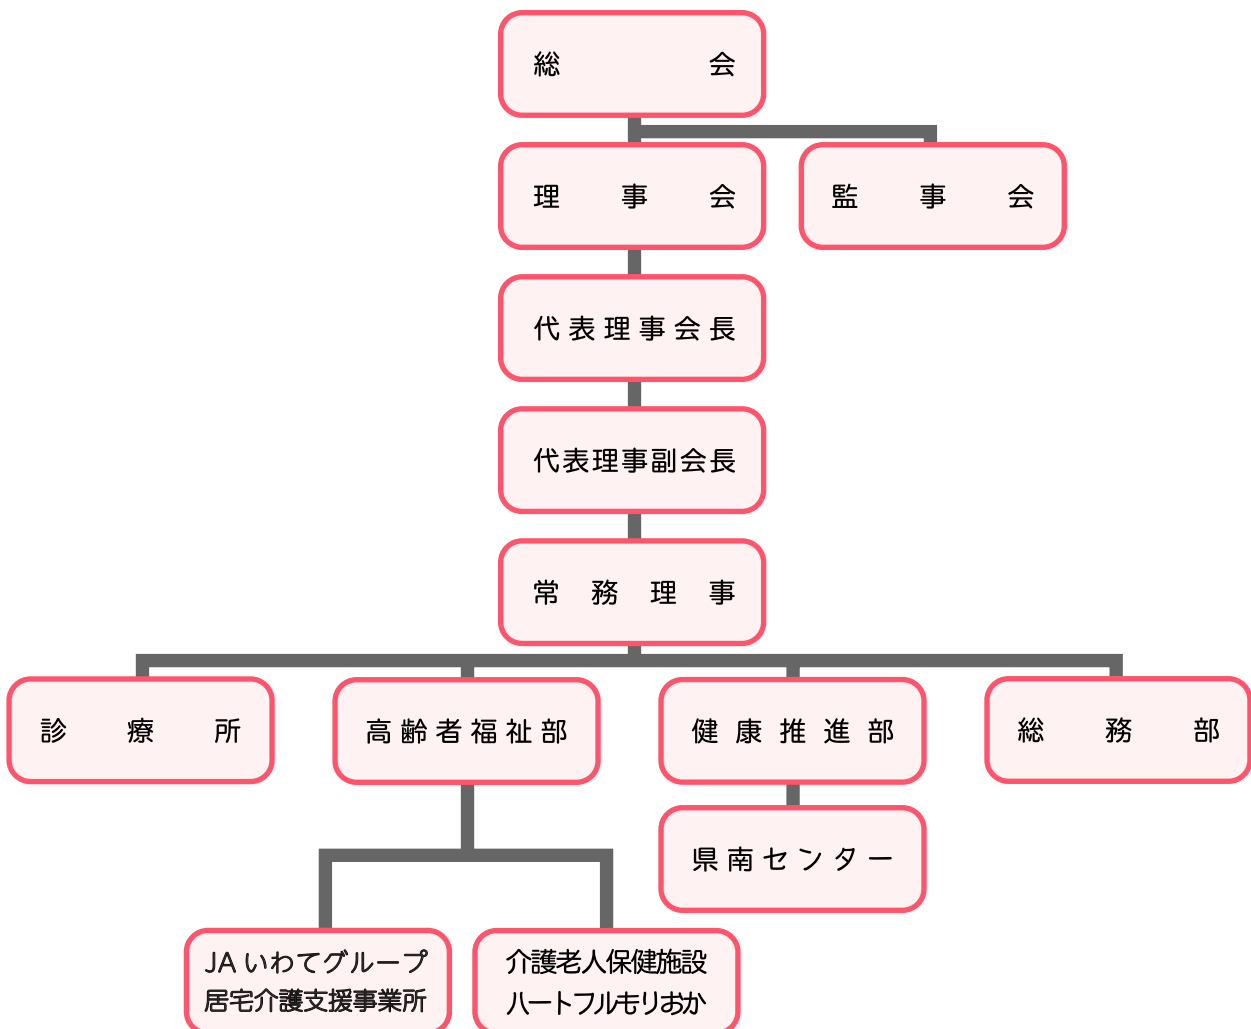 総会
理事会
監事会
代表理事会長
代表理事副会長
常務理事
診療所
高齢者福祉部
健康推進部
総務部
県南センター
JAいわてグループ
居宅介護支援事業所
介護老人保健施設
ハートフルもりおか